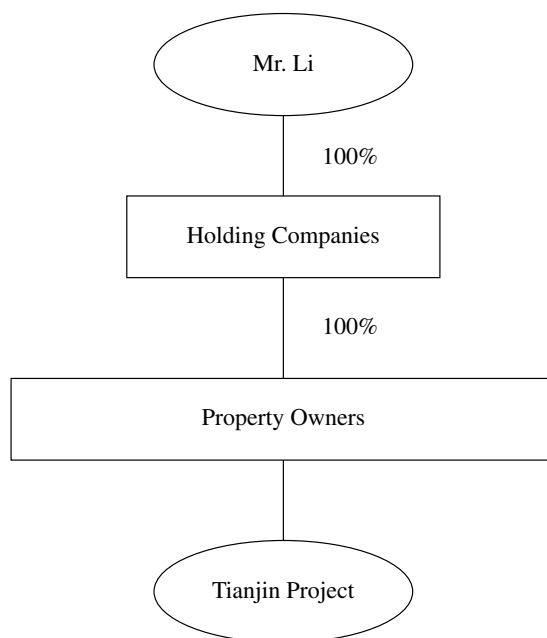 Mr. Li
100%
Holding Companies
100%
Property Owners
Tianjin Project